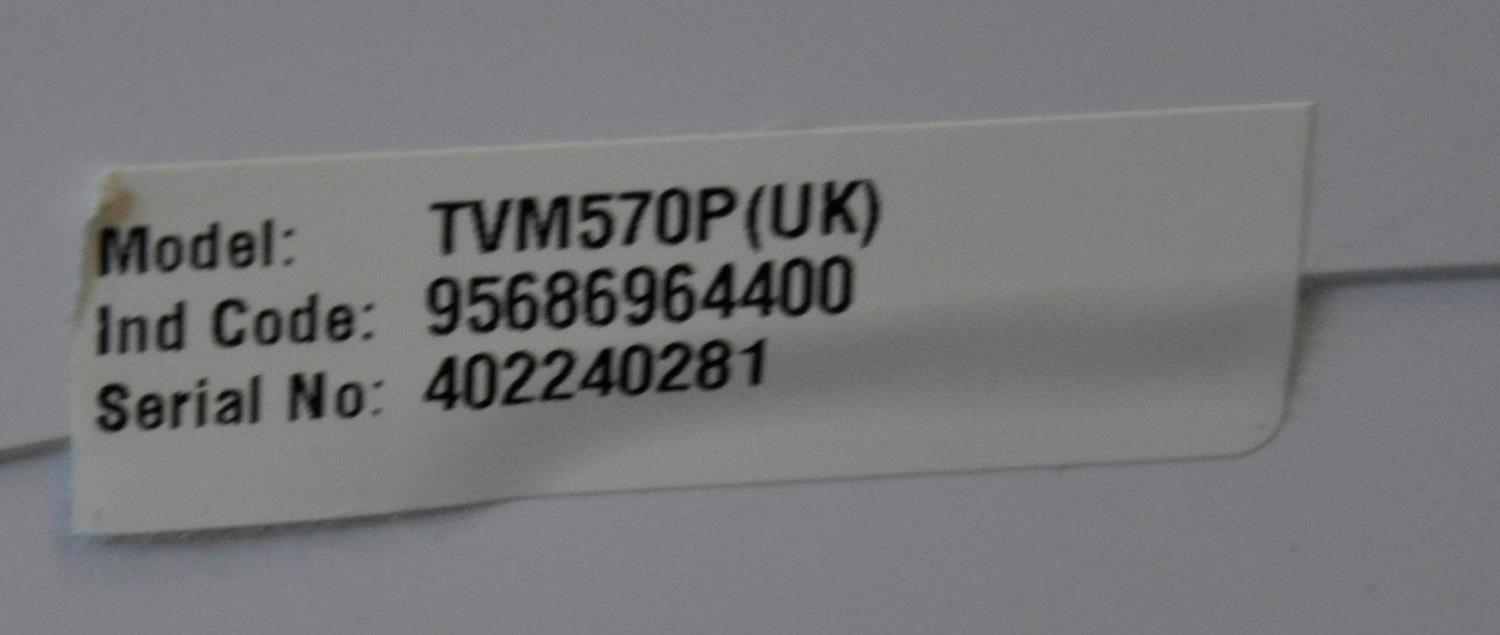 Model: TVM570P(UK)
Ind Code: 95686964400
Serial No: 402240281